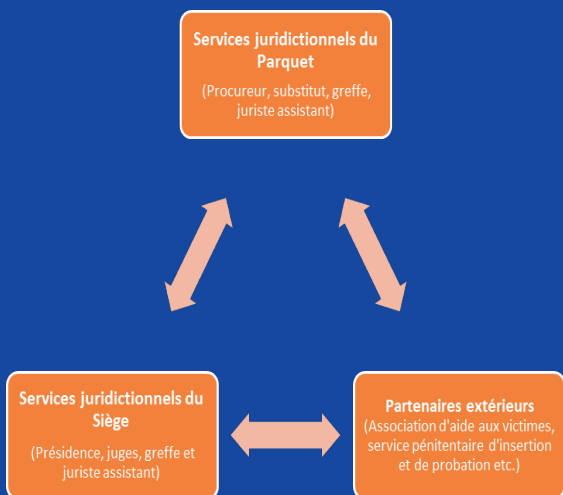 Services juridictionnels du
Parquet
(Procureur, substitut, greffe,
juriste assistant)
Services juridictionnels du
Siège
(Présidence, juges, greffe et
juriste assistant)
Partenaires extérieurs
(Association d'aide aux victimes,
service pénitentaire d'insertion
et de probation etc.)